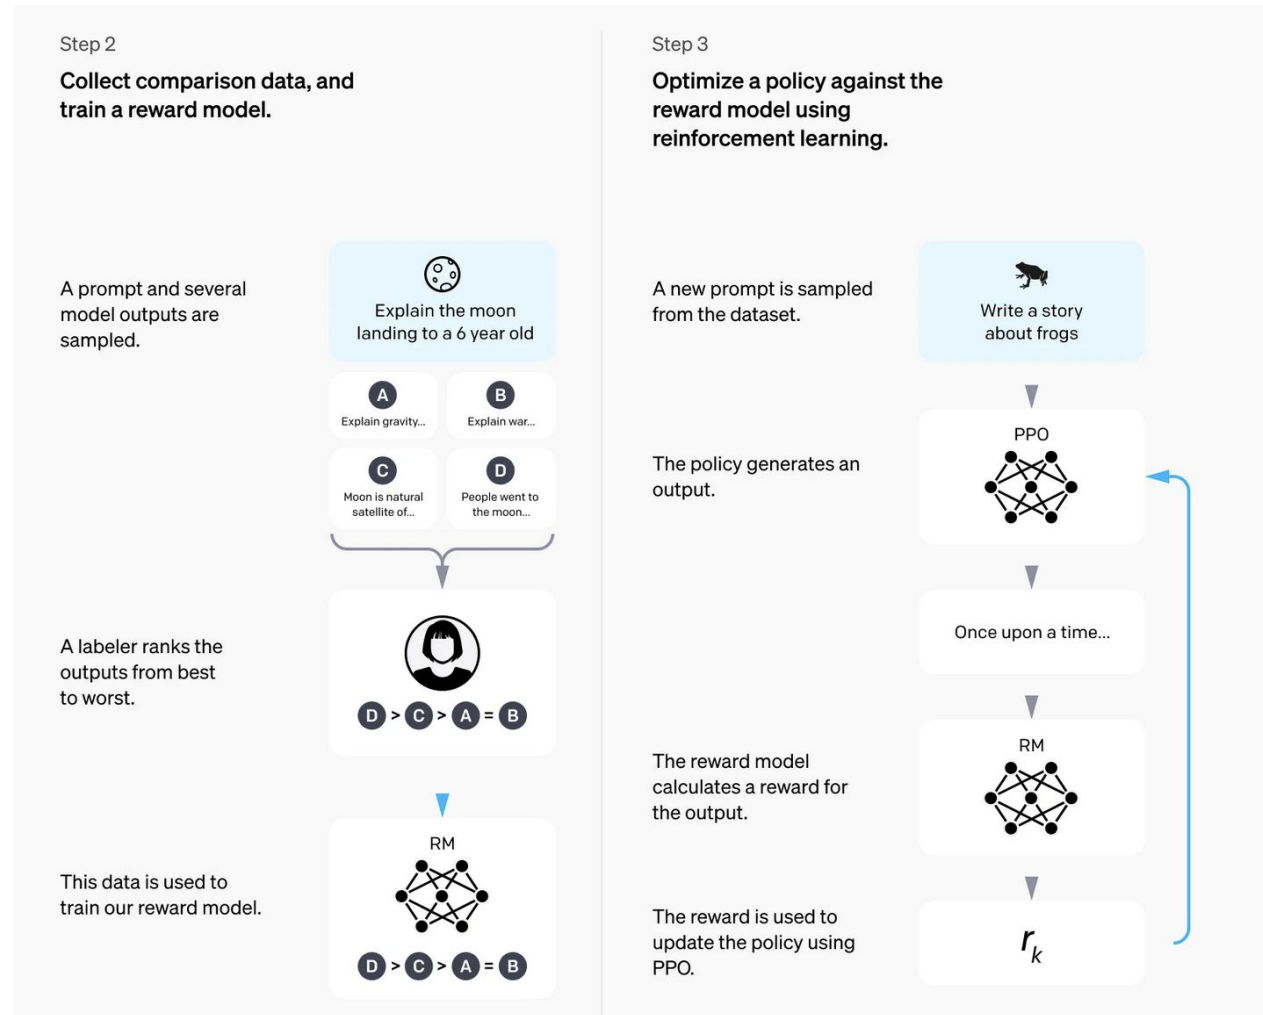 Step 2
Collect comparison data, and
train a reward model.
A prompt and several
model outputs are
sampled.
Explain the moon
landing to a 6 year old
A
Explain gravity...
B
Explain war...
C
Moon is natural
satellite of...
D
People went to
the moon...
A labeler ranks the
outputs from best
to worst.
D > C > A = B
This data is used to
train our reward model.
RM
D > C > A = B
Step 3
Optimize a policy against the
reward model using
reinforcement learning.
A new prompt is sampled
from the dataset.
Write a story
about frogs
The policy generates an
output.
PPO
Once upon a time...
The reward model
calculates a reward for
the output.
RM
The reward is used to
update the policy using
PPO.
r_k